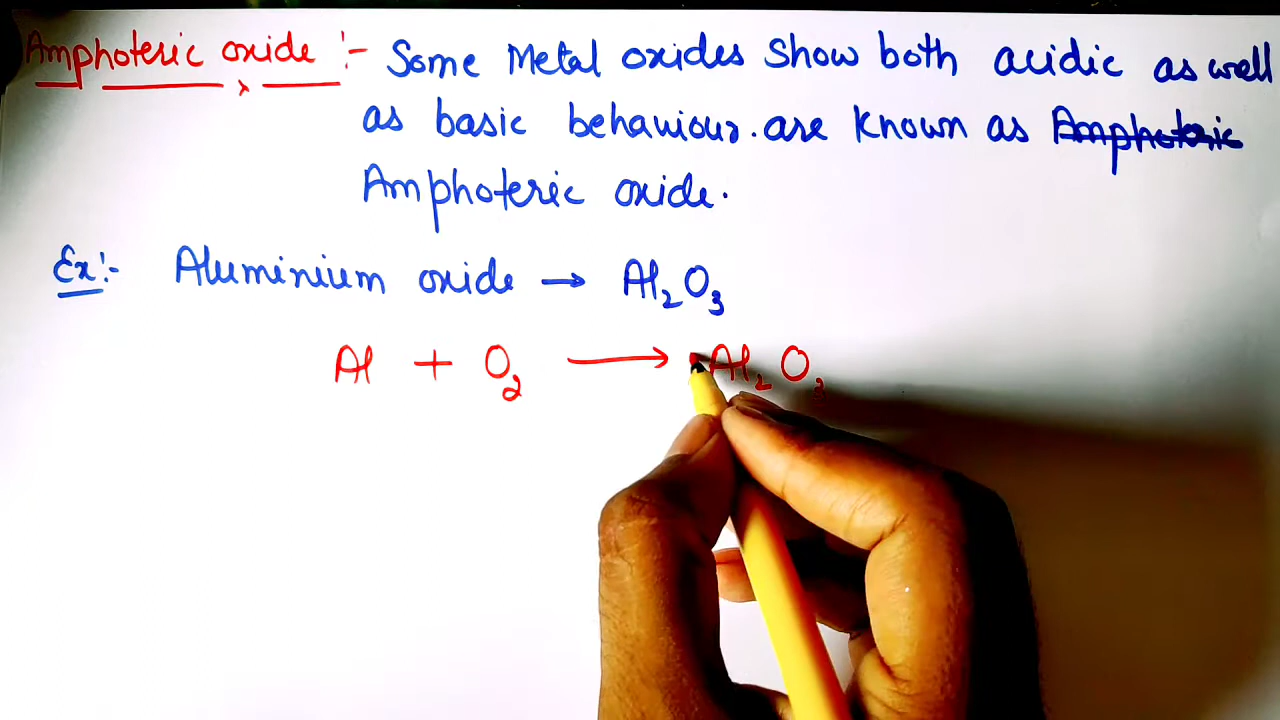 Amphoteric oxide :- Some Metal oxides show both acidic as well
as basic behaviour. are known as Amphoteric
Amphoteric oxide.
Ex:- Aluminium oxide → Al₂O₃
Al + O₂ → Al₂O₃